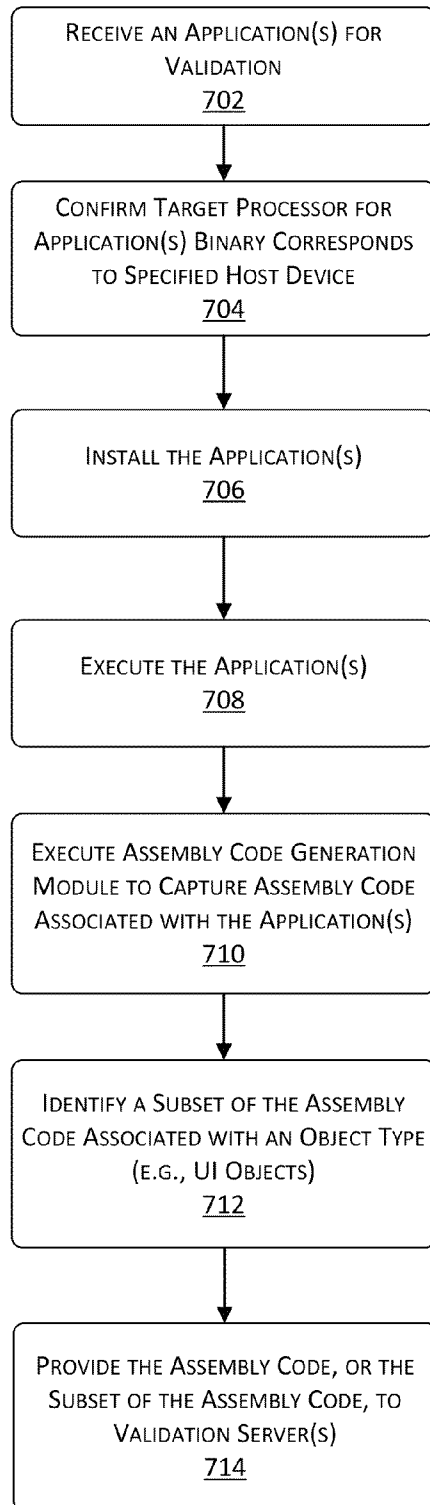 RECEIVE AN APPLICATION(S) FOR
VALIDATION
702
CONFIRM TARGET PROCESSOR FOR
APPLICATION(S) BINARY CORRESPONDS
TO SPECIFIED HOST DEVICE
704
INSTALL THE APPLICATION(S)
706
EXECUTE THE APPLICATION(S)
708
EXECUTE ASSEMBLY CODE GENERATION
MODULE TO CAPTURE ASSEMBLY CODE
ASSOCIATED WITH THE APPLICATION(S)
710
IDENTIFY A SUBSET OF THE ASSEMBLY
CODE ASSOCIATED WITH AN OBJECT TYPE
(E.G., UI OBJECTS)
712
PROVIDE THE ASSEMBLY CODE, OR THE
SUBSET OF THE ASSEMBLY CODE, TO
VALIDATION SERVER(S)
714